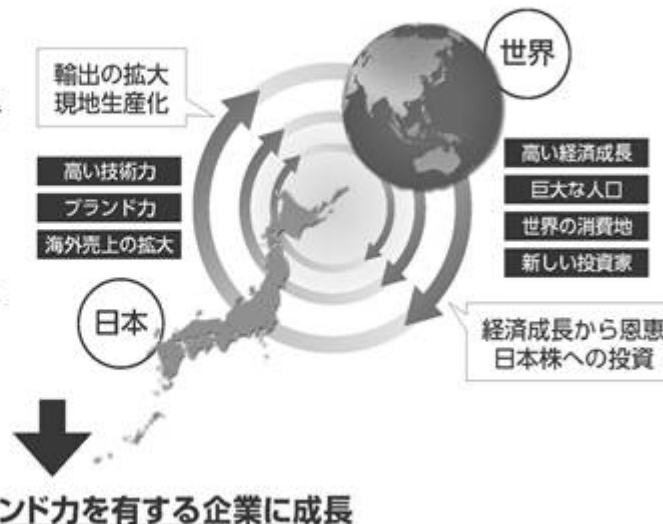 世界
輸出の拡大
現地生産化
高い技術力
ブランド力
海外売上の拡大
高い経済成長
巨大な人口
世界の消費地
新しい投資家
日本
経済成長から恩恵
日本株への投資
ンド力を有する企業に成長